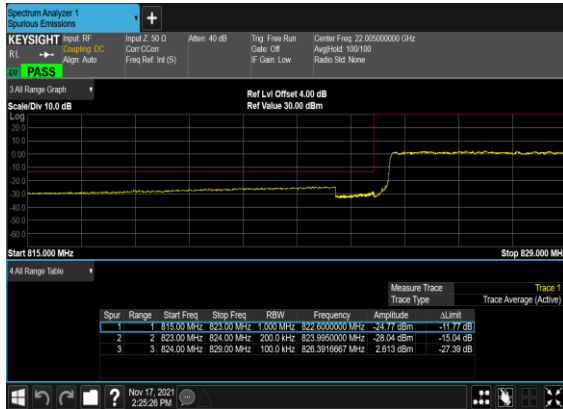 Spectrum Analyzer 1
Spurious Emissions
+
KEYSIGHT Input: RF Input Z: 50 Ω Atten: 40 dB Trig: Free Run Center Freq: 22.005000000 GHz
RL Coupling: DC Corr CCorr Gate: Off Avg|Hold: 100/100
Align: Auto Freq Ref: Int (S) IF Gain: Low Radio Std: None
PASS
3 All Range Graph
Ref Lvl Offset 4.00 dB
Scale/Div 10.0 dB Ref Value 30.00 dBm
Log
20.0
10.0
0.00
-10.0
-20.0
-30.0
-40.0
-50.0
-60.0
Start 815.000 MHz Stop 829.000 MH
4 All Range Table
Measure Trace Trace 1
Trace Type Trace Average (Active)
Spur Range Start Freq Stop Freq RBW Frequency Amplitude ΔLimit
1 1 815.00 MHz 823.00 MHz 1.000 MHz 822.6000000 MHz -24.77 dBm -11.77 dB
2 2 823.00 MHz 824.00 MHz 200.0 kHz 823.9950000 MHz -28.04 dBm -15.04 dB
3 3 824.00 MHz 829.00 MHz 100.0 kHz 826.3916667 MHz 2.613 dBm -27.39 dB
? Nov 17, 2021
2:25:26 PM